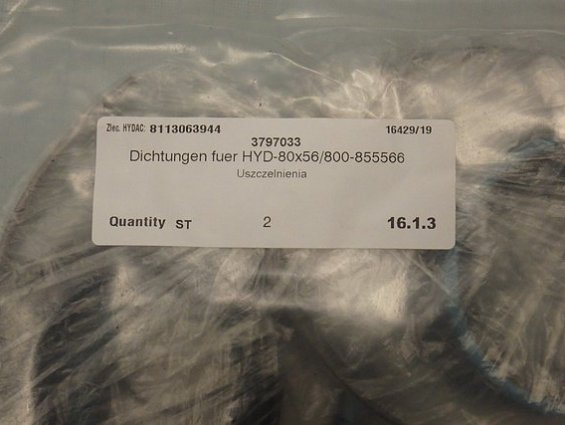 Zlec. HYDAC: 8113063944 16429/19
3797033
Dichtungen fuer HYD-80x56/800-855566
Uszczelnienia
Quantity ST 2 16.1.3